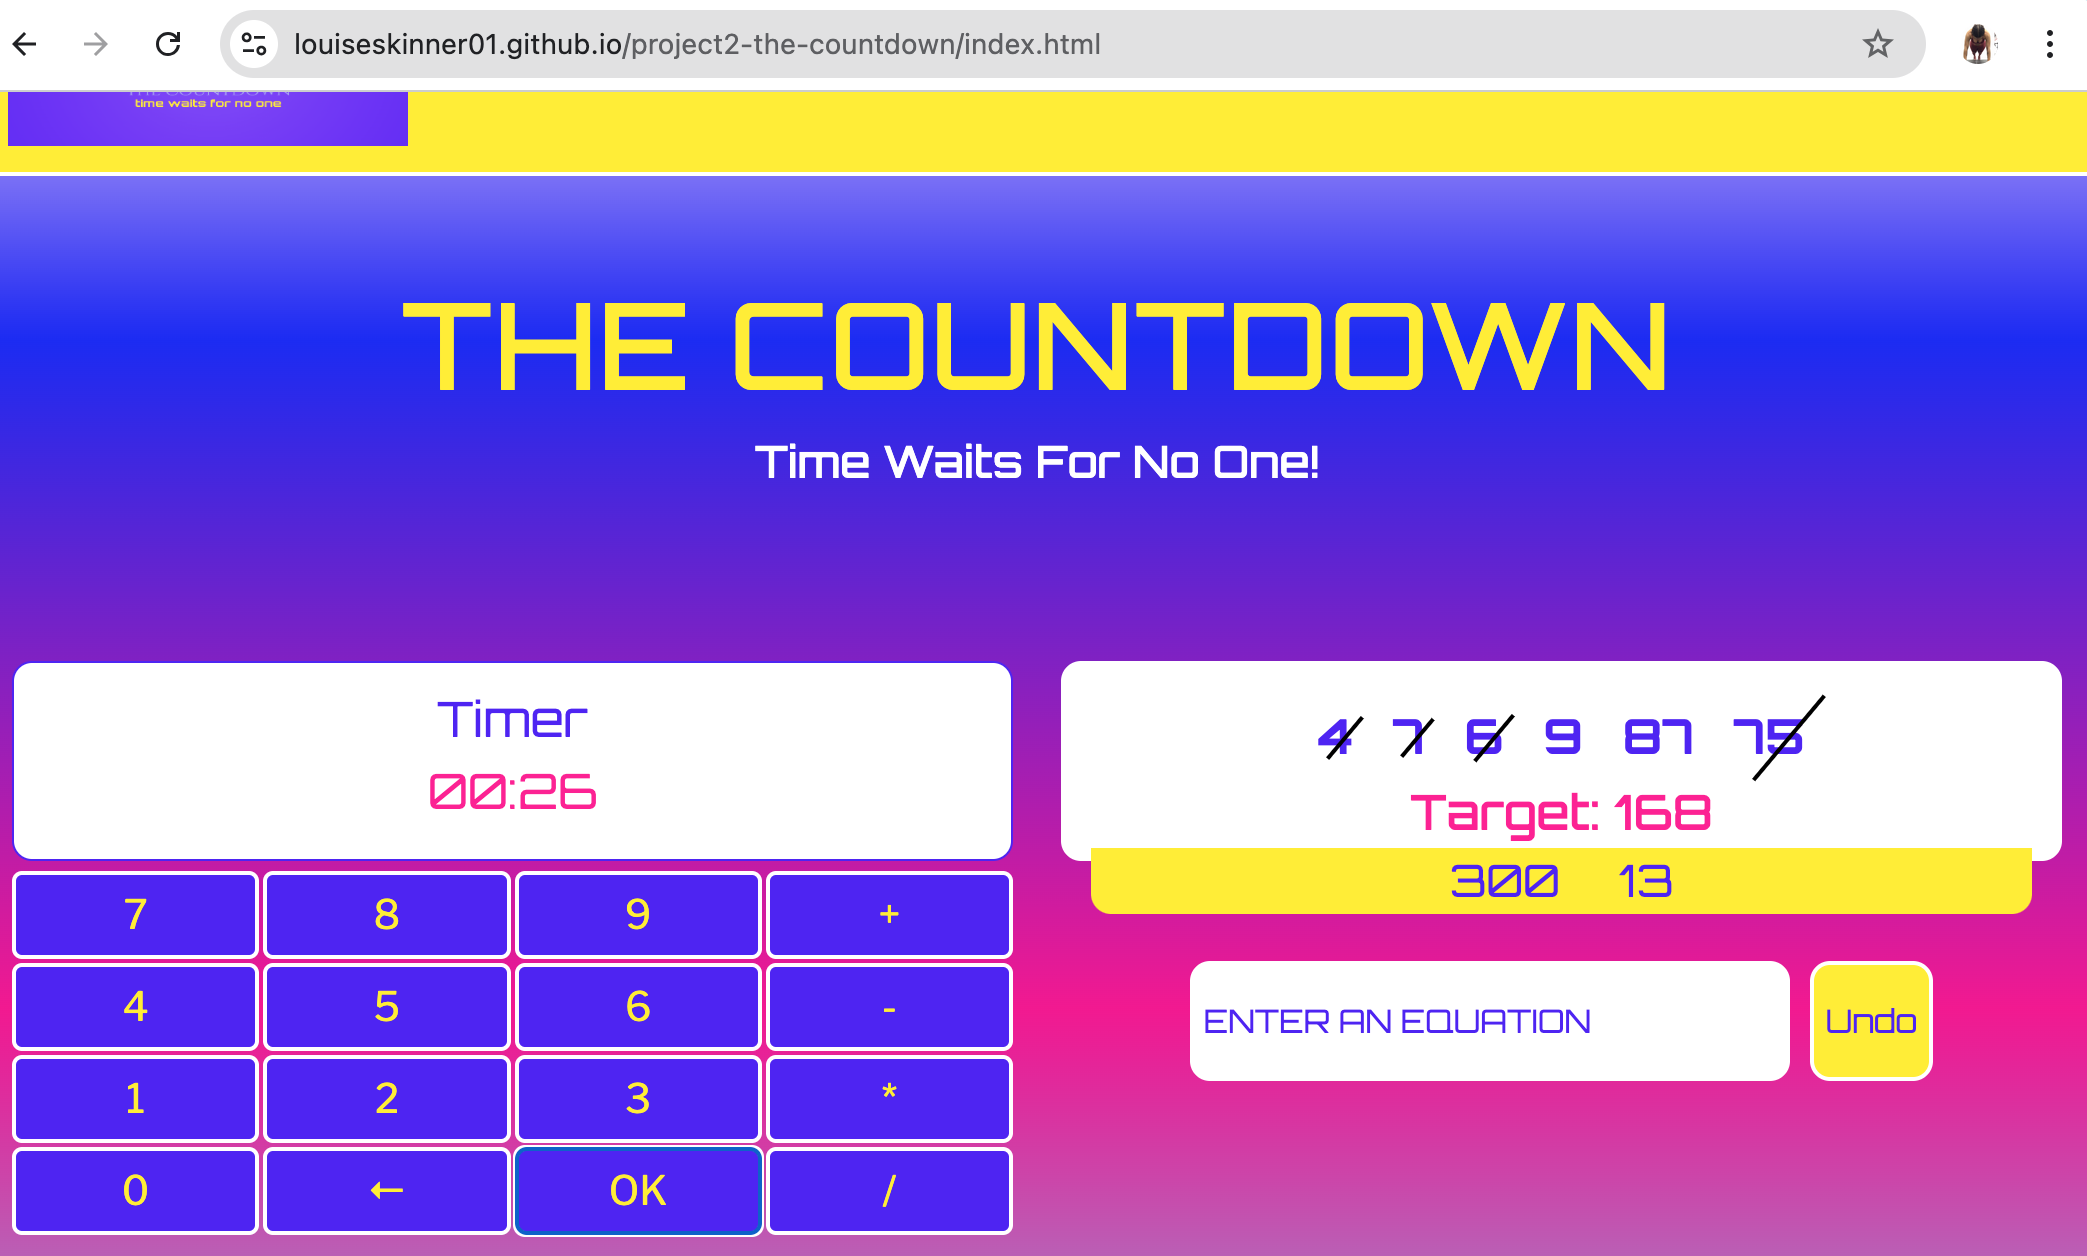 louiseskinner01.github.io/project2-the-countdown/index.html
THE COUNTDOWN
time waits for no one
THE COUNTDOWN
Time Waits For No One!
Timer
00:26
4 7 6 9 87 75
Target: 168
300 13
7 8 9 +
4 5 6 -
1 2 3 *
0 ← OK /
ENTER AN EQUATION
Undo